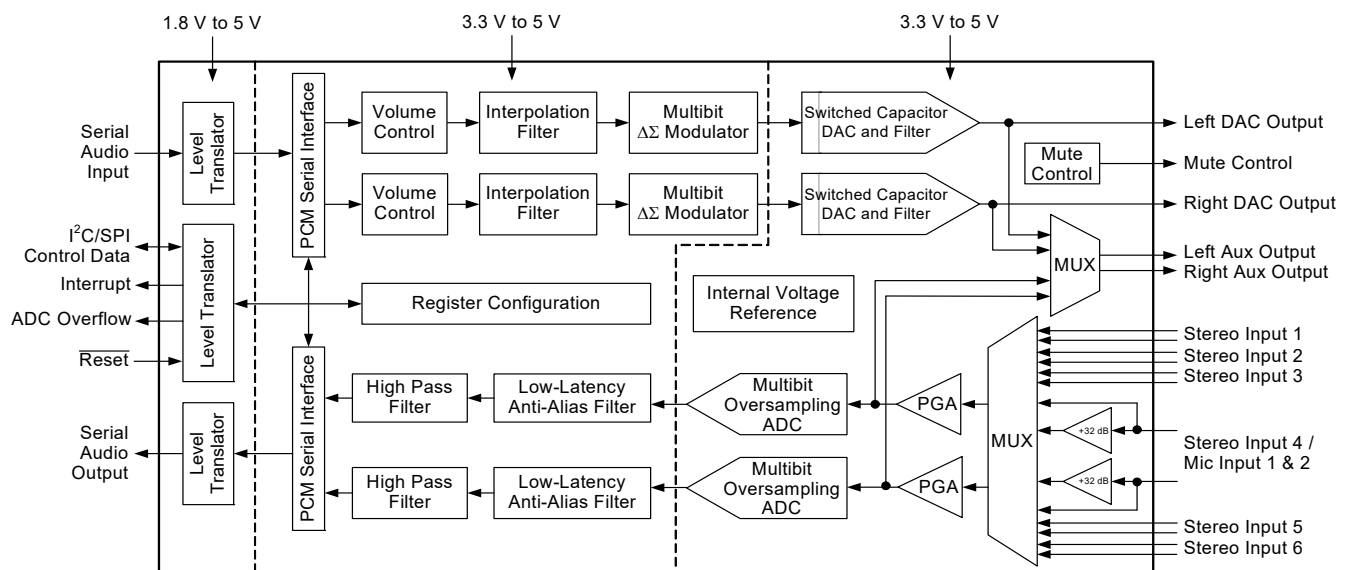 1.8 V to 5 V
3.3 V to 5 V
3.3 V to 5 V
Serial
Audio
Input
Level
Translator
PCM Serial Interface
Volume
Control
Interpolation
Filter
Multibit
ΔΣ Modulator
Switched Capacitor
DAC and Filter
Left DAC Output
Mute
Control
Mute Control
Volume
Control
Interpolation
Filter
Multibit
ΔΣ Modulator
Switched Capacitor
DAC and Filter
Right DAC Output
I²C/SPI
Control Data
Interrupt
ADC Overflow
Reset
Level Translator
Register Configuration
Internal Voltage
Reference
MUX
Left Aux Output
Right Aux Output
Serial
Audio
Output
Level
Translator
PCM Serial Interface
High Pass
Filter
Low-Latency
Anti-Alias Filter
Multibit
Oversampling
ADC
PGA
High Pass
Filter
Low-Latency
Anti-Alias Filter
Multibit
Oversampling
ADC
PGA
MUX
+32 dB
+32 dB
Stereo Input 1
Stereo Input 2
Stereo Input 3
Stereo Input 4 /
Mic Input 1 & 2
Stereo Input 5
Stereo Input 6